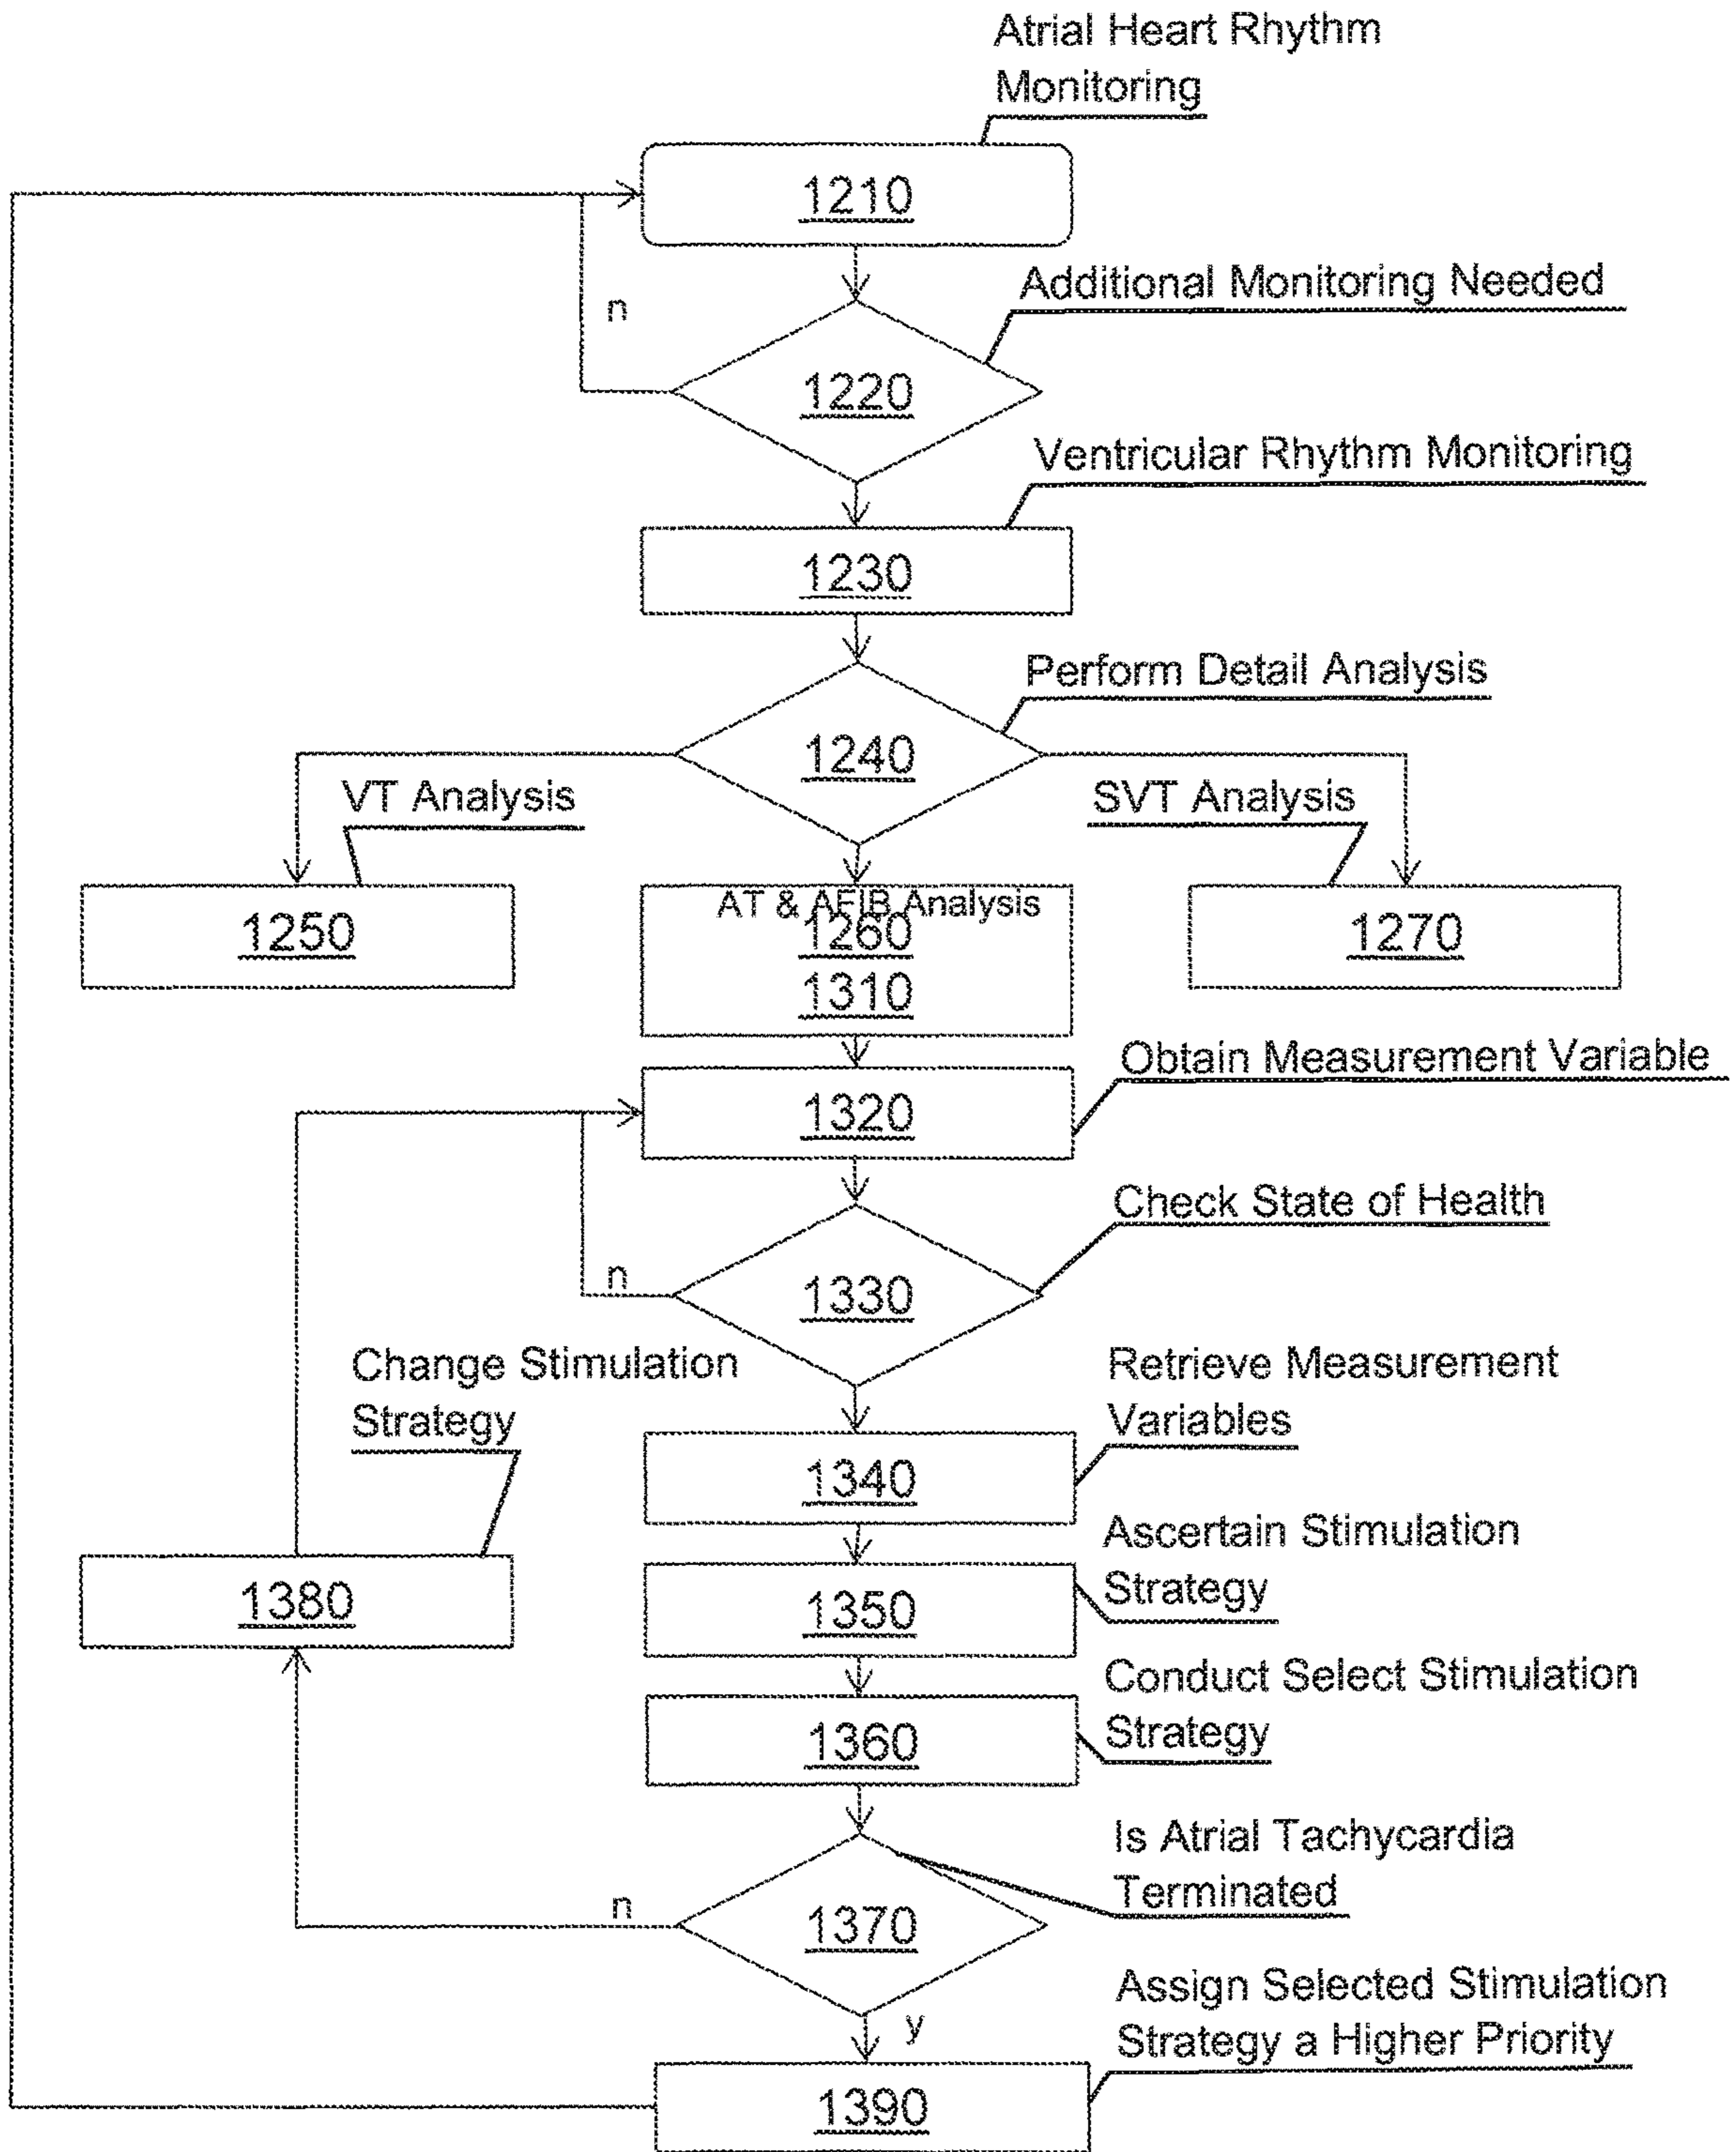 Atrial Heart Rhythm
Monitoring
1210
Additional Monitoring Needed
n
1220
Ventricular Rhythm Monitoring
1230
Perform Detail Analysis
1240
VT Analysis
SVT Analysis
AT & AFIB Analysis
1250
1260
1270
1310
Obtain Measurement Variable
1320
Check State of Health
n
1330
Change Stimulation
Strategy
Retrieve Measurement
Variables
1340
Ascertain Stimulation
Strategy
1380
1350
Conduct Select Stimulation
Strategy
1360
Is Atrial Tachycardia
Terminated
n
1370
Assign Selected Stimulation
Strategy a Higher Priority
y
1390